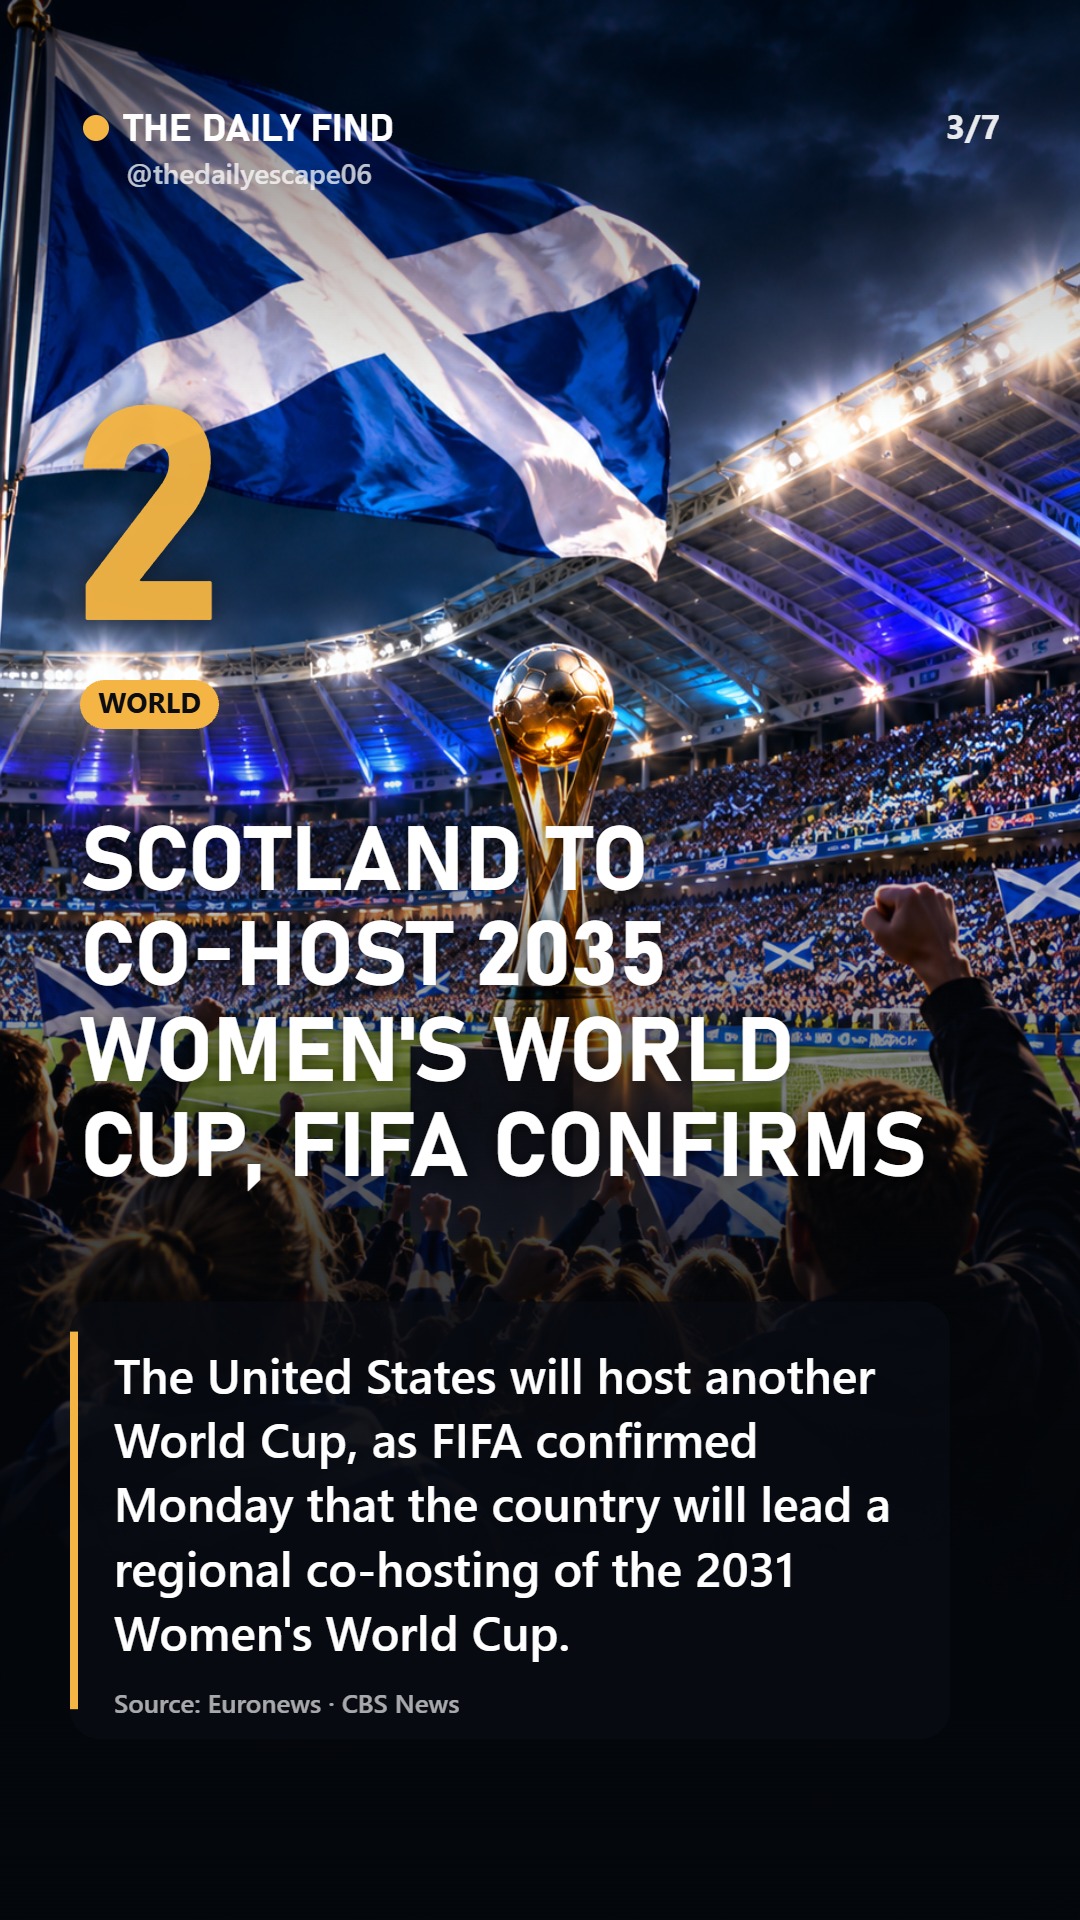 THE DAILY FIND
3/7
@thedailyescape06
2
WORLD
SCOTLAND TO
CO-HOST 2035
WOMEN'S WORLD
CUP, FIFA CONFIRMS
The United States will host another
World Cup, as FIFA confirmed
Monday that the country will lead a
regional co-hosting of the 2031
Women's World Cup.
Source: Euronews · CBS News